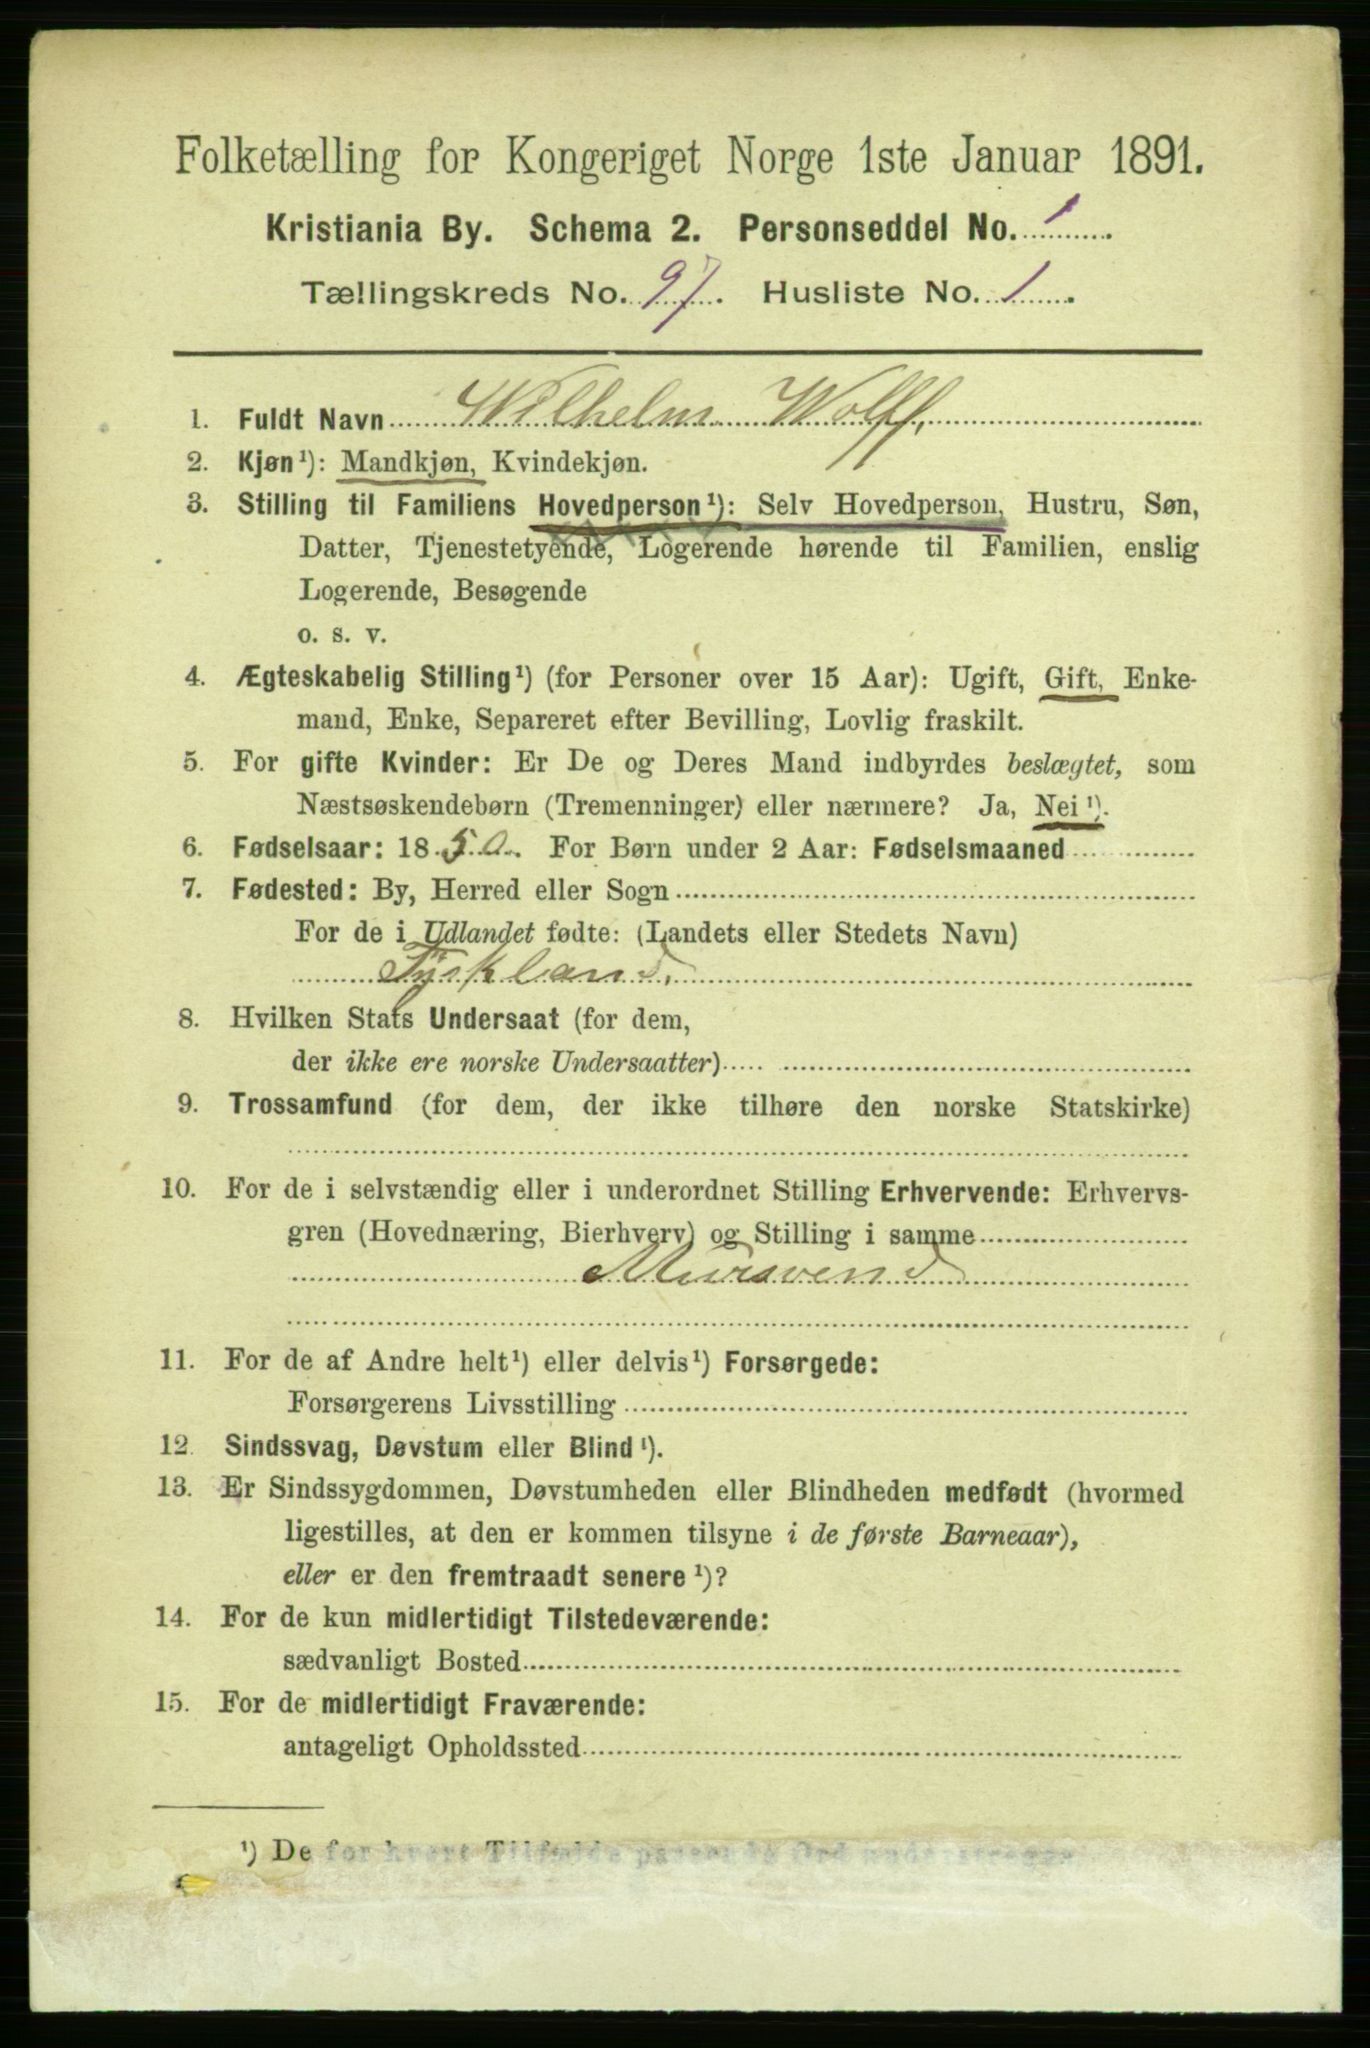 Folketælling for Kongeriget Norge 1ste Januar 1891.
Kristiania By. Schema 2. Personseddel No. 1.
Tællingskreds No. 97. Husliste No. 1.
1. Fuldt Navn Wilhelm Wolff,
2. Kjøn¹): Mandkjøn, Kvindekjøn.
3. Stilling til Familiens Hovedperson¹): Selv Hovedperson, Hustru, Søn,
Datter, Tjenestetyende, Logerende hørende til Familien, enslig
Logerende, Besøgende
o. s. v.
4. Ægteskabelig Stilling¹) (for Personer over 15 Aar): Ugift, Gift, Enke-
mand, Enke, Separeret efter Bevilling, Lovlig fraskilt.
5. For gifte Kvinder: Er De og Deres Mand indbyrdes beslægtet, som
Næstsøskendebørn (Tremenninger) eller nærmere? Ja, Nei¹).
6. Fødselsaar: 1850. For Børn under 2 Aar: Fødselsmaaned
7. Fødested: By, Herred eller Sogn
For de i Udlandet fødte: (Landets eller Stedets Navn)
Tyskland,
8. Hvilken Stats Undersaat (for dem,
der ikke ere norske Undersaatter)
9. Trossamfund (for dem, der ikke tilhøre den norske Statskirke)
10. For de i selvstændig eller i underordnet Stilling Erhvervende: Erhvervs-
gren (Hovednæring, Bierhverv) og Stilling i samme
Mursvend
11. For de af Andre helt¹) eller delvis¹) Forsørgede:
Forsørgerens Livsstilling
12. Sindssvag, Døvstum eller Blind¹).
13. Er Sindssygdommen, Døvstumheden eller Blindheden medfødt (hvormed
ligestilles, at den er kommen tilsyne i de første Barneaar),
eller er den fremtraadt senere¹)?
14. For de kun midlertidigt Tilstedeværende:
sædvanligt Bosted
15. For de midlertidigt Fraværende:
antageligt Opholdssted
¹) De for hvert Tilfælde passende Ord understreges